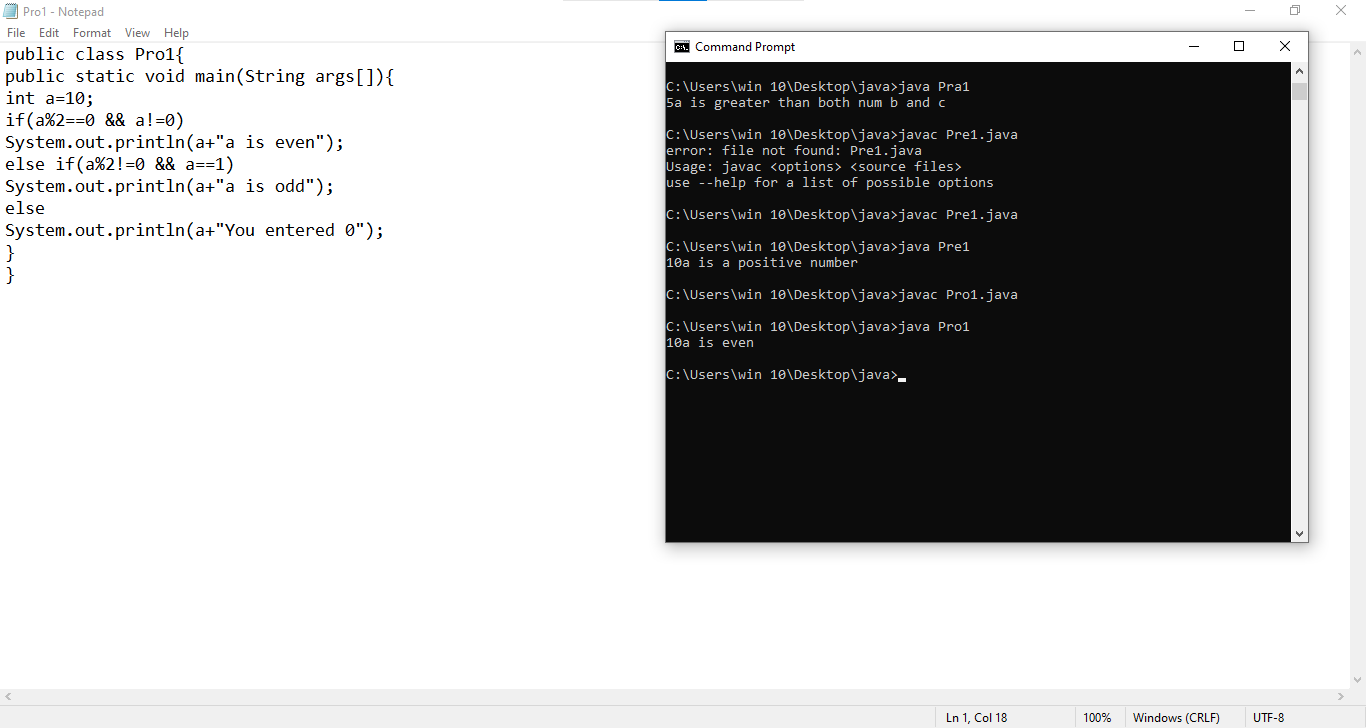 Pro1 - Notepad
File Edit Format View Help
public class Pro1{
public static void main(String args[]){
int a=10;
if(a%2==0 && a!=0)
System.out.println(a+"a is even");
else if(a%2!=0 && a==1)
System.out.println(a+"a is odd");
else
System.out.println(a+"You entered 0");
}
}
Command Prompt
C:\Users\win 10\Desktop\java>java Pra1
5a is greater than both num b and c
C:\Users\win 10\Desktop\java>javac Pre1.java
error: file not found: Pre1.java
Usage: javac <options> <source files>
use --help for a list of possible options
C:\Users\win 10\Desktop\java>javac Pre1.java
C:\Users\win 10\Desktop\java>java Pre1
10a is a positive number
C:\Users\win 10\Desktop\java>javac Pro1.java
C:\Users\win 10\Desktop\java>java Pro1
10a is even
C:\Users\win 10\Desktop\java>
Ln 1, Col 18 100% Windows (CRLF) UTF-8